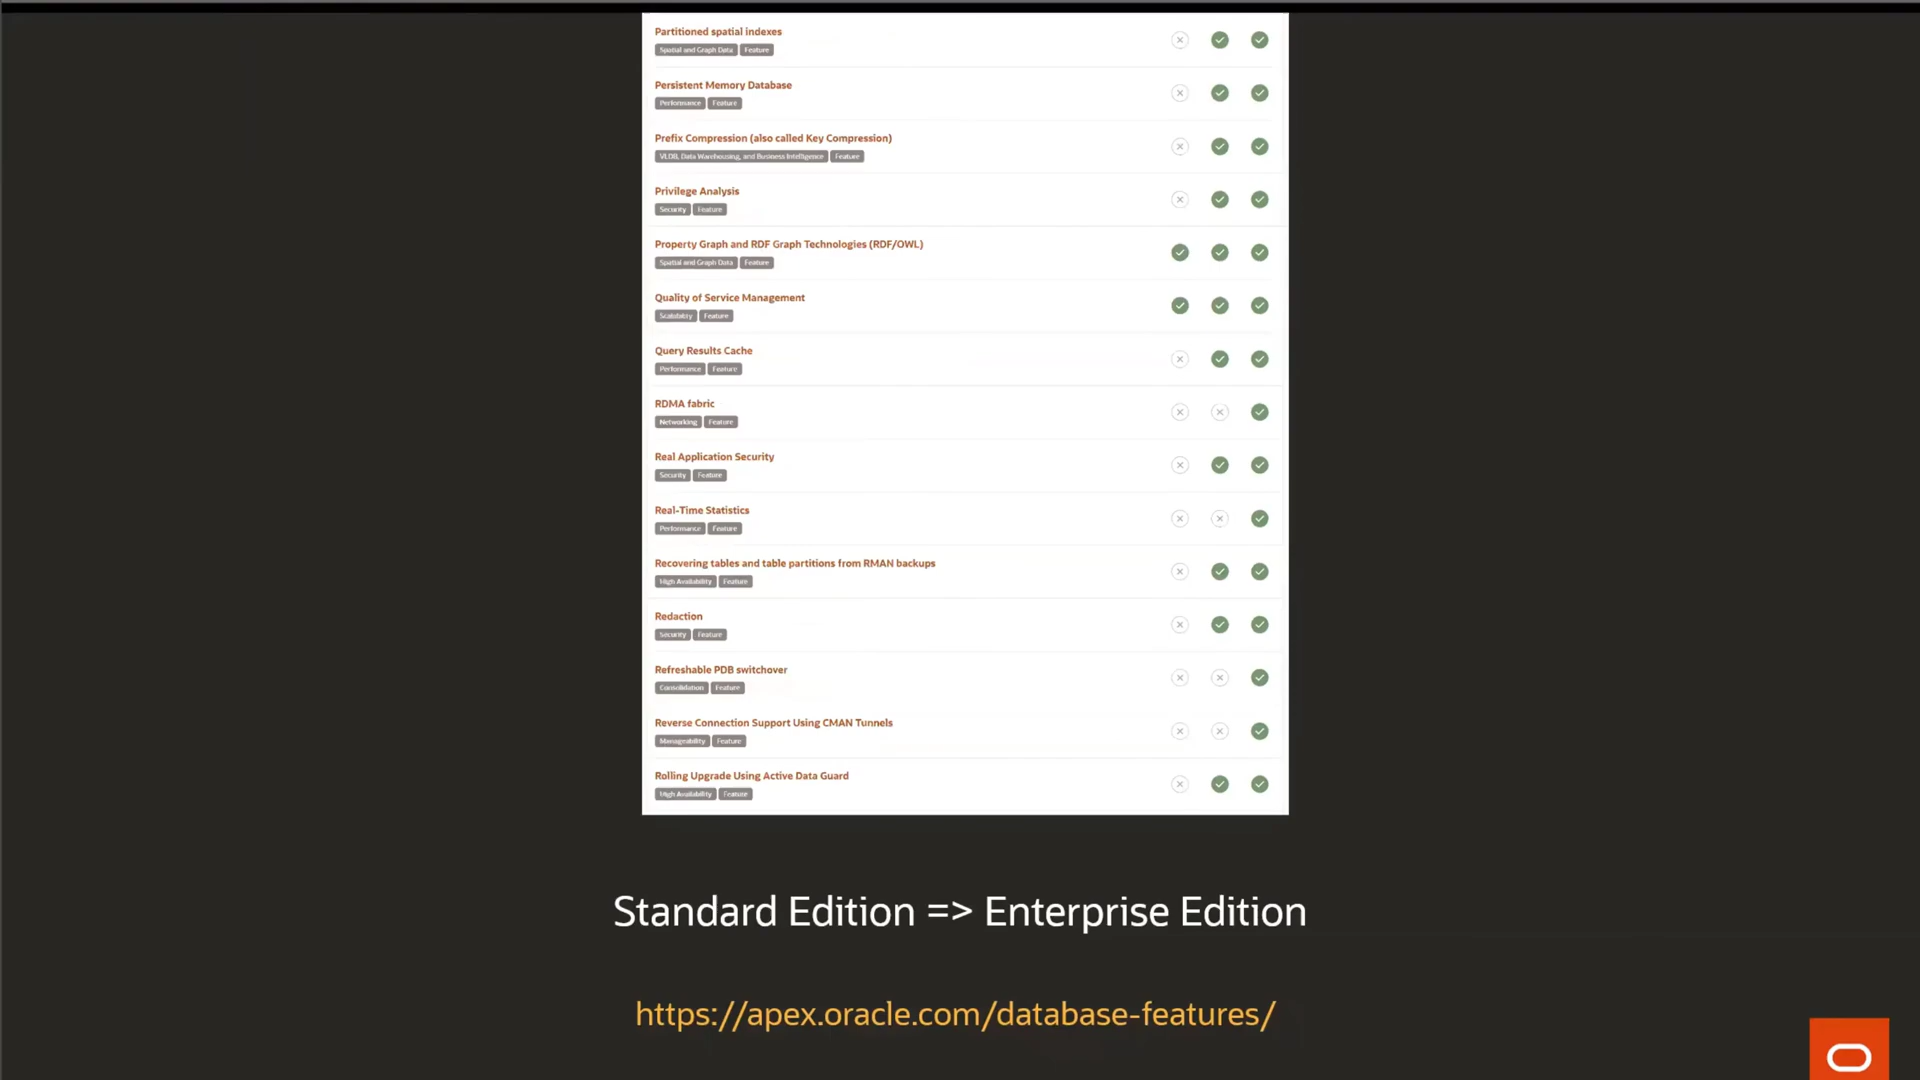 Partitioned spatial indexes
Spatial and Graph Data Feature
Persistent Memory Database
Performance Feature
Prefix Compression (also called Key Compression)
VLDB, Data Warehousing, and Business Intelligence Feature
Privilege Analysis
Security Feature
Property Graph and RDF Graph Technologies (RDF/OWL)
Spatial and Graph Data Feature
Quality of Service Management
Scalability Feature
Query Results Cache
Performance Feature
RDMA fabric
Networking Feature
Real Application Security
Security Feature
Real-Time Statistics
Performance Feature
Recovering tables and table partitions from RMAN backups
High Availability Feature
Redaction
Security Feature
Refreshable PDB switchover
Consolidation Feature
Reverse Connection Support Using CMAN Tunnels
Manageability Feature
Rolling Upgrade Using Active Data Guard
High Availability Feature
Standard Edition => Enterprise Edition
https://apex.oracle.com/database-features/